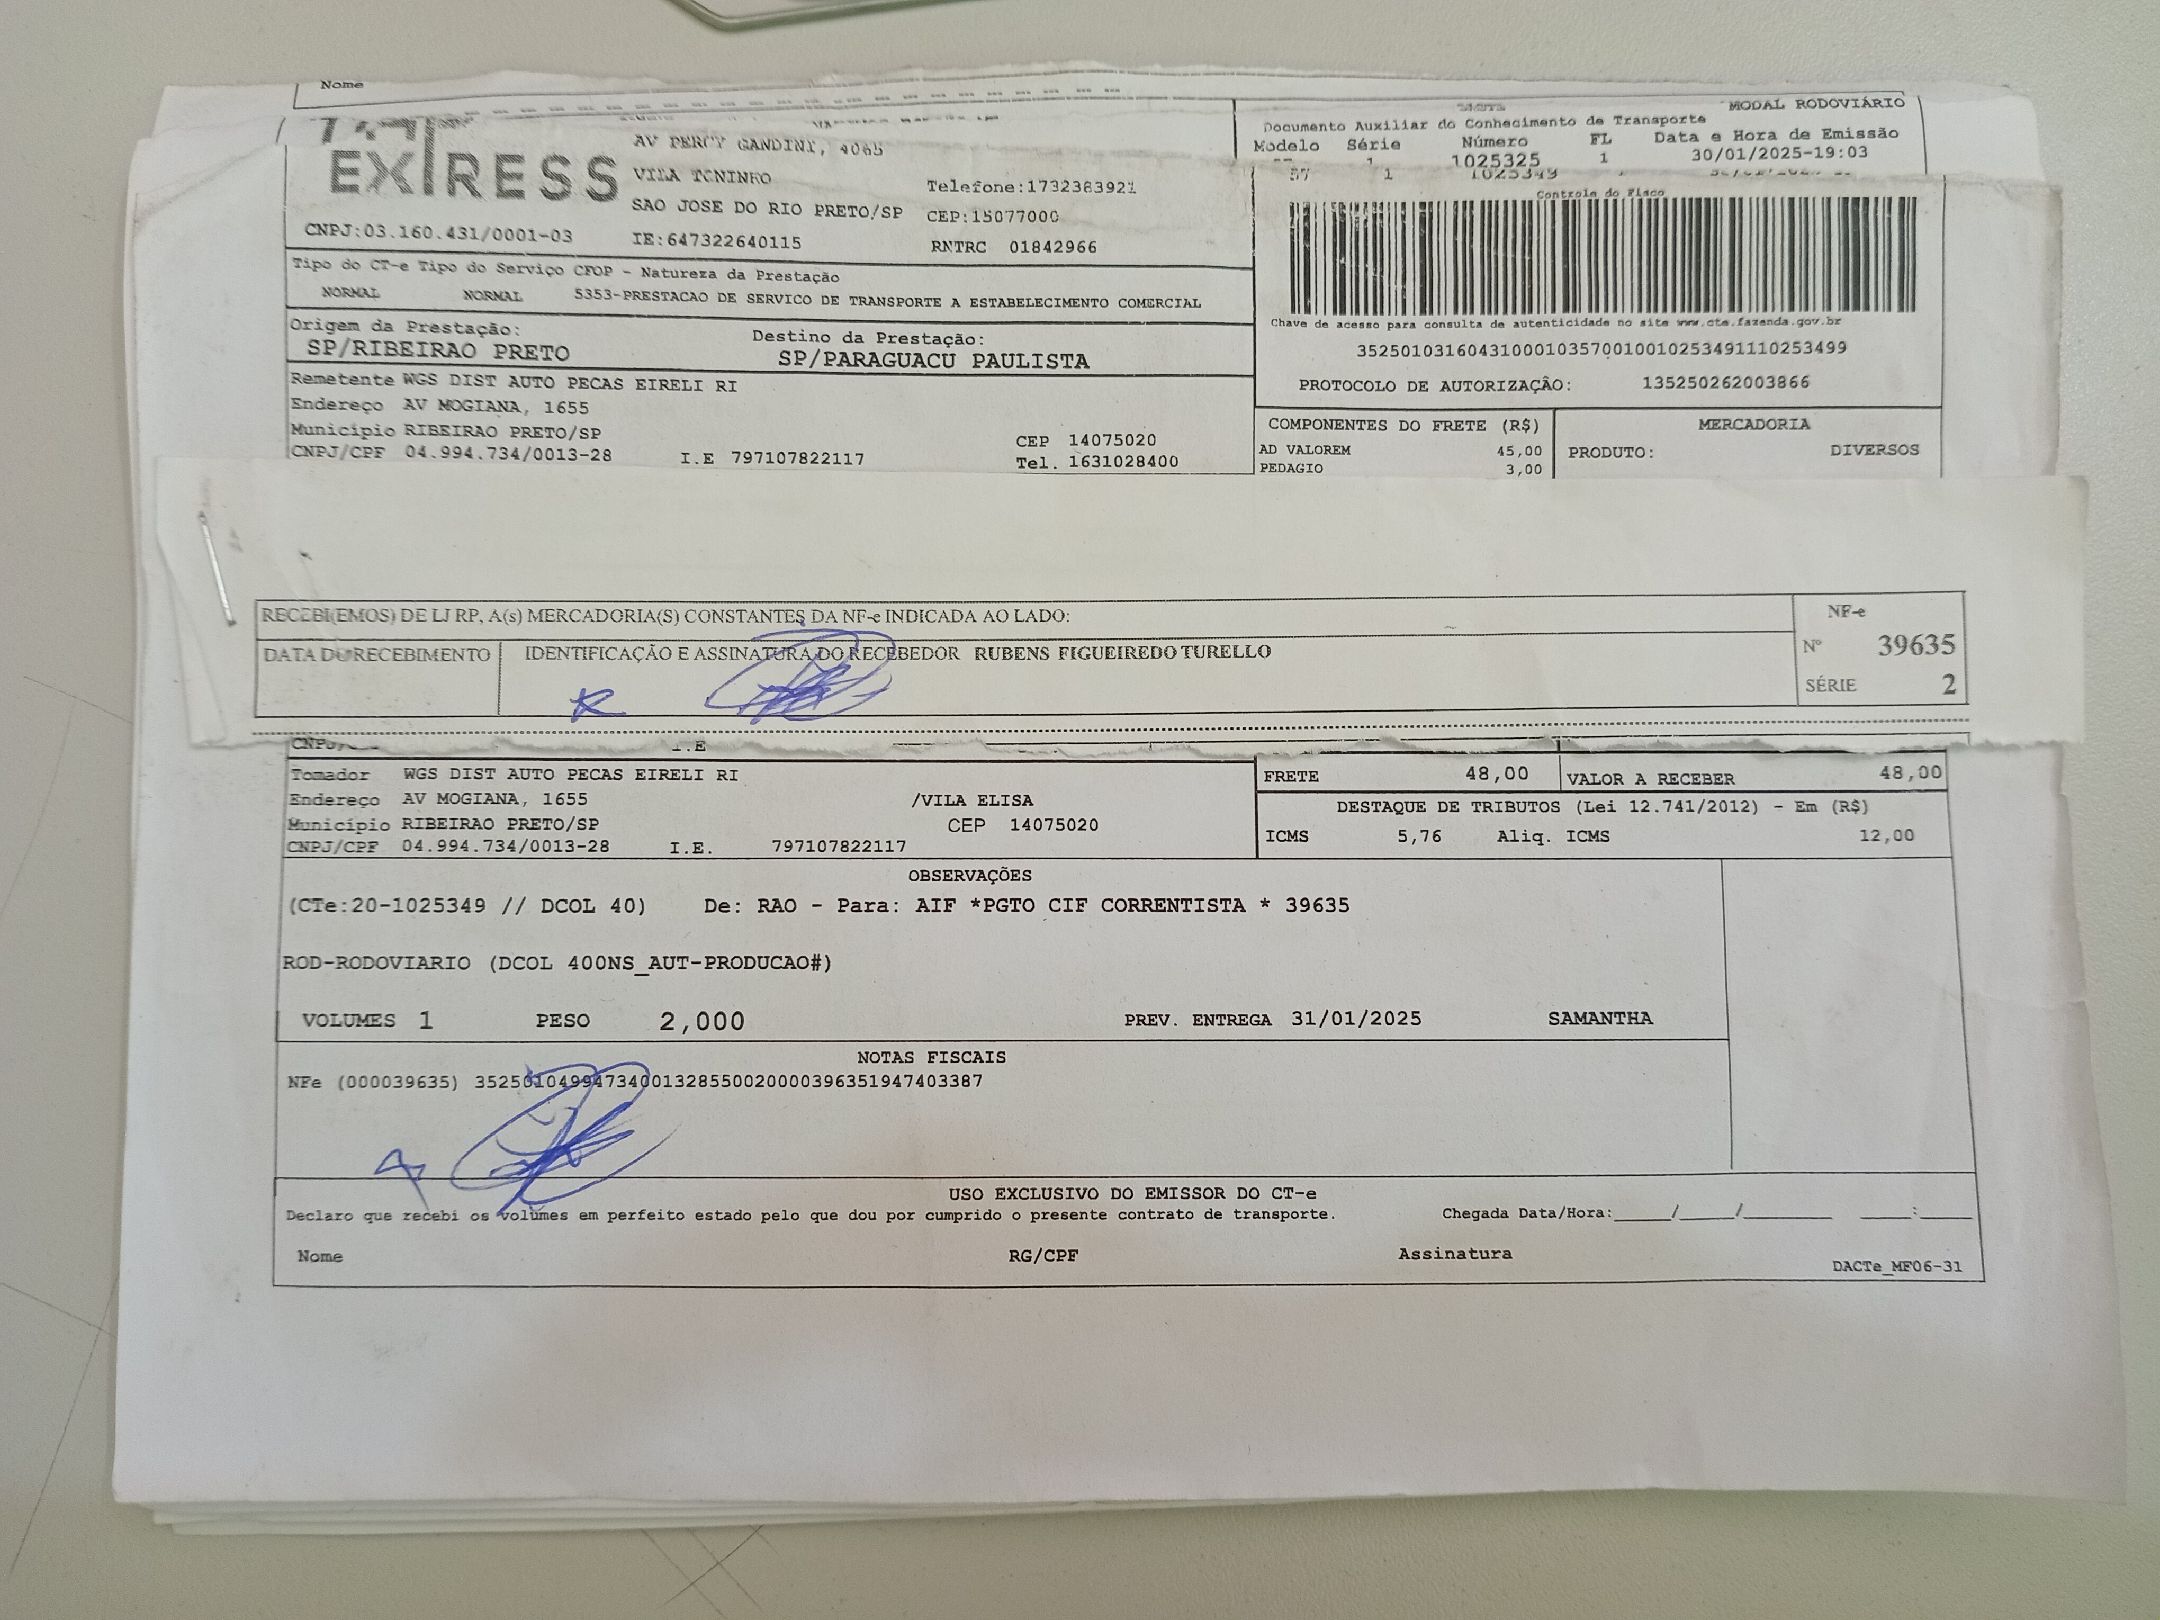 Nome
MODAL RODOVIÁRIO
Documento Auxiliar do Conhecimento de Transporte
Modelo Série Número FL Data e Hora de Emissão
1 1025325 1 30/01/2025-19:03
57 1 1025349
EXPRESS
AV PERCY GANDINI, 4065
VILA TONINHO
SAO JOSE DO RIO PRETO/SP
Telefone:1732383921
CEP:15077000
CNPJ:03.160.431/0001-03 IE:647322640115 RNTRC 01842966
Controle do Fisco
Chave de acesso para consulta de autenticidade no site www.cte.fazenda.gov.br
35250103160431000103570010010253491110253499
PROTOCOLO DE AUTORIZAÇÃO: 135250262003866
Tipo do CT-e Tipo do Serviço CFOP - Natureza da Prestação
NORMAL NORMAL 5353-PRESTACAO DE SERVICO DE TRANSPORTE A ESTABELECIMENTO COMERCIAL
Origem da Prestação: Destino da Prestação:
SP/RIBEIRAO PRETO SP/PARAGUACU PAULISTA
Remetente WGS DIST AUTO PECAS EIRELI RI
Endereço AV MOGIANA, 1655
Município RIBEIRAO PRETO/SP CEP 14075020
CNPJ/CPF 04.994.734/0013-28 I.E 797107822117 Tel. 1631028400
COMPONENTES DO FRETE (R$) MERCADORIA
AD VALOREM 45,00 PRODUTO: DIVERSOS
PEDAGIO 3,00
RECEBI(EMOS) DE LJ RP, A(s) MERCADORIA(S) CONSTANTES DA NF-e INDICADA AO LADO:
DATA DO RECEBIMENTO IDENTIFICAÇÃO E ASSINATURA DO RECEBEDOR RUBENS FIGUEIREDO TURELLO
NF-e
Nº 39635
SÉRIE 2
I.E
Tomador WGS DIST AUTO PECAS EIRELI RI
Endereço AV MOGIANA, 1655 /VILA ELISA
Município RIBEIRAO PRETO/SP CEP 14075020
CNPJ/CPF 04.994.734/0013-28 I.E. 797107822117
FRETE 48,00 VALOR A RECEBER 48,00
DESTAQUE DE TRIBUTOS (Lei 12.741/2012) - Em (R$)
ICMS 5,76 Aliq. ICMS 12,00
OBSERVAÇÕES
(CTe:20-1025349 // DCOL 40) De: RAO - Para: AIF *PGTO CIF CORRENTISTA * 39635
ROD-RODOVIARIO (DCOL 400NS_AUT-PRODUCAO#)
VOLUMES 1 PESO 2,000 PREV. ENTREGA 31/01/2025 SAMANTHA
NOTAS FISCAIS
NFe (000039635) 35250104994734001328550020000396351947403387
USO EXCLUSIVO DO EMISSOR DO CT-e
Declaro que recebi os volumes em perfeito estado pelo que dou por cumprido o presente contrato de transporte. Chegada Data/Hora:_____/_____/________ _____:_____
Nome RG/CPF Assinatura
DACTe_MF06-31